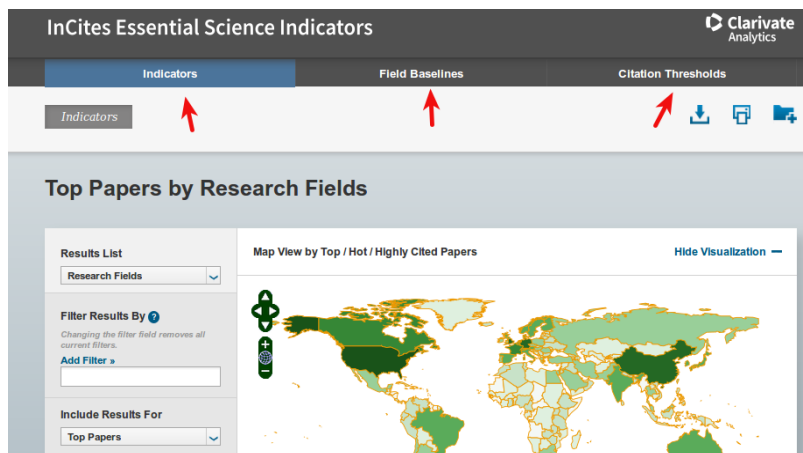 InCites Essential Science Indicators
Clarivate
Analytics
Indicators
Field Baselines
Citation Thresholds
Indicators
Top Papers by Research Fields
Results List
Research Fields
Filter Results By ?
Changing the filter field removes all
current filters.
Add Filter »
Include Results For
Top Papers
Map View by Top / Hot / Highly Cited Papers
Hide Visualization −